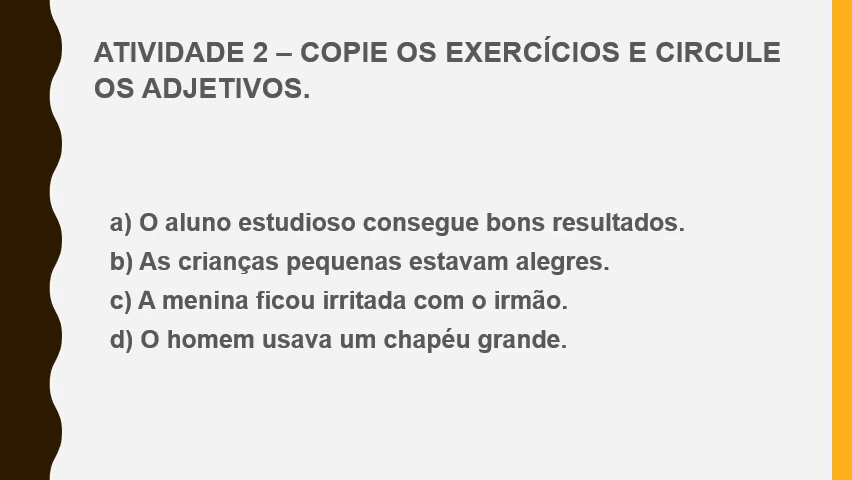 ATIVIDADE 2 – COPIE OS EXERCÍCIOS E CIRCULE
OS ADJETIVOS.
a) O aluno estudioso consegue bons resultados.
b) As crianças pequenas estavam alegres.
c) A menina ficou irritada com o irmão.
d) O homem usava um chapéu grande.